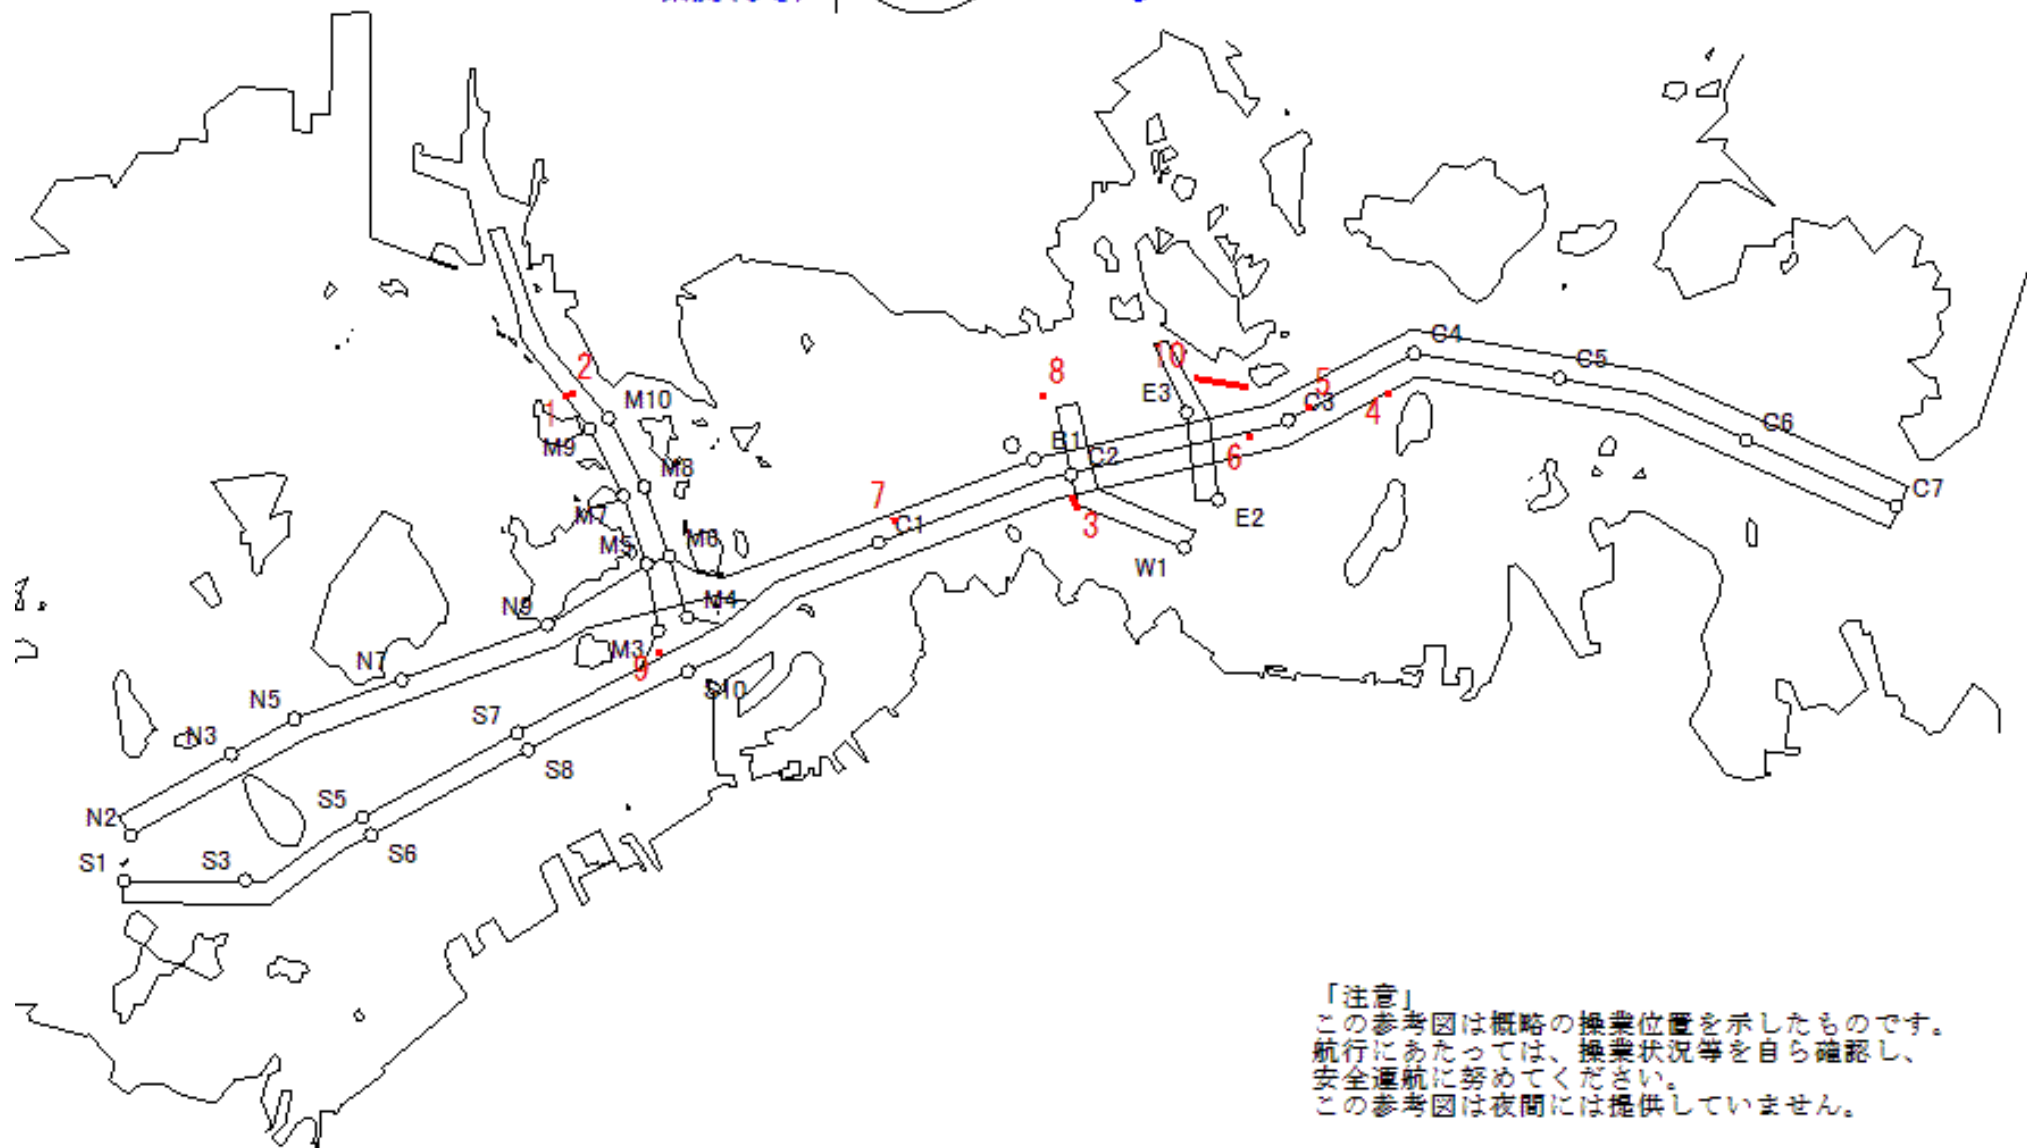 C4
C5
2
8
10
5
M10
E3
C3
4
1
C6
M9
B1
6
M8
C2
7
C7
M7
C1
3
E2
M6
M5
W1
N9
M4
M3
N7
9
S10
N5
S7
N3
S8
S5
N2
S6
S1
S3
「注意」
この参考図は概略の操業位置を示したものです。
航行にあたっては、操業状況等を自ら確認し、
安全運航に努めてください。
この参考図は夜間には提供していません。